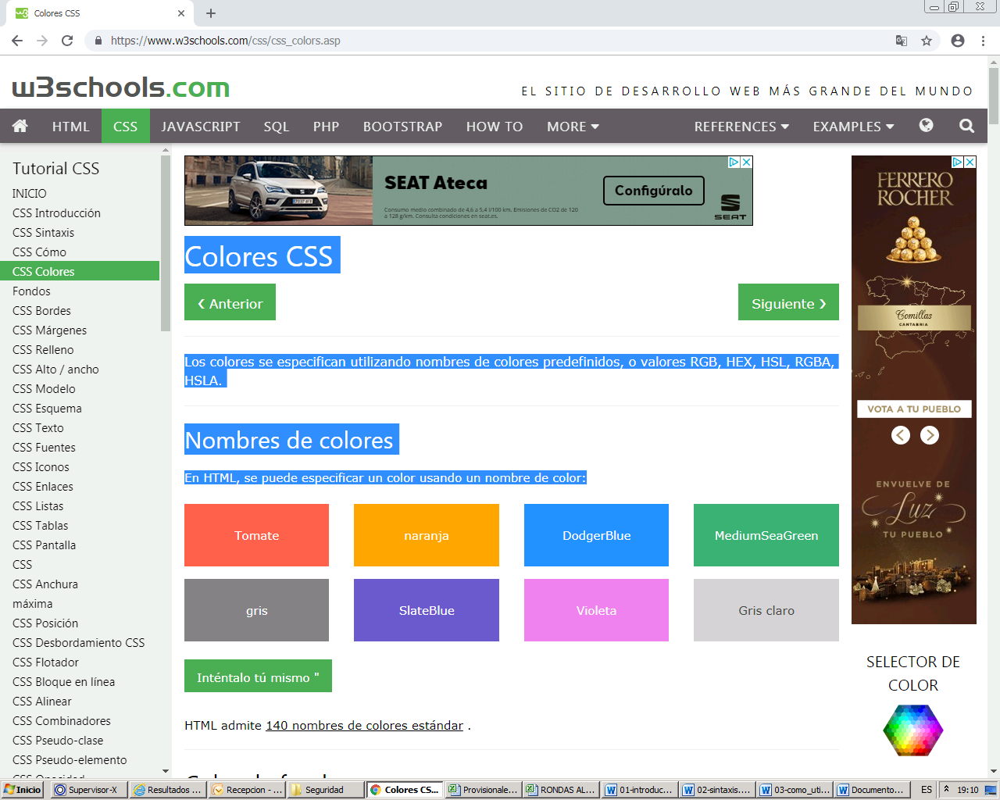 Colores CSS
https://www.w3schools.com/css/css_colors.asp
w3schools.com
EL SITIO DE DESARROLLO WEB MÁS GRANDE DEL MUNDO
HTML CSS JAVASCRIPT SQL PHP BOOTSTRAP HOW TO MORE REFERENCES EXAMPLES
Tutorial CSS
INICIO
CSS Introducción
CSS Sintaxis
CSS Cómo
CSS Colores
Fondos
CSS Bordes
CSS Márgenes
CSS Relleno
CSS Alto / ancho
CSS Modelo
CSS Esquema
CSS Texto
CSS Fuentes
CSS Iconos
CSS Enlaces
CSS Listas
CSS Tablas
CSS Pantalla
CSS
CSS Anchura
máxima
CSS Posición
CSS Desbordamiento CSS
CSS Flotador
CSS Bloque en línea
CSS Alinear
CSS Combinadores
CSS Pseudo-clase
CSS Pseudo-elemento
SEAT Ateca
Consumo medio combinado de 4,6 a 5,4 l/100 km. Emisiones de CO2 de 120
a 128 g/km. Consulta condiciones en seat.es.
Configúralo
SEAT
Colores CSS
❮ Anterior
Siguiente ❯
Los colores se especifican utilizando nombres de colores predefinidos, o valores RGB, HEX, HSL, RGBA,
HSLA.
Nombres de colores
En HTML, se puede especificar un color usando un nombre de color:
Tomate naranja DodgerBlue MediumSeaGreen
gris SlateBlue Violeta Gris claro
Inténtalo tú mismo "
HTML admite 140 nombres de colores estándar .
FERRERO
ROCHER
Comillas
CANTABRIA
VOTA A TU PUEBLO
ENVUELVE DE
Luz
TU PUEBLO
SELECTOR DE
COLOR
Inicio Supervisor-X Resultados ... Recepcion - ... Seguridad Colores CS... Provisionale... RONDAS AL... 01-introduc... 02-sintaxis.... 03-como_uti... Documento... ES 19:10